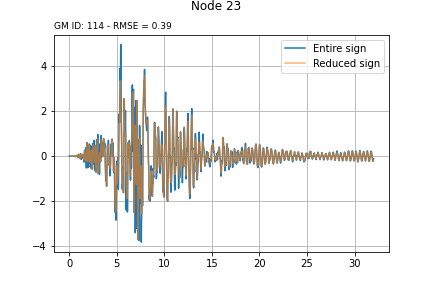 Node 23
GM ID: 114 - RMSE = 0.39
Entire sign
Reduced sign
4
2
0
−2
−4
0 5 10 15 20 25 30